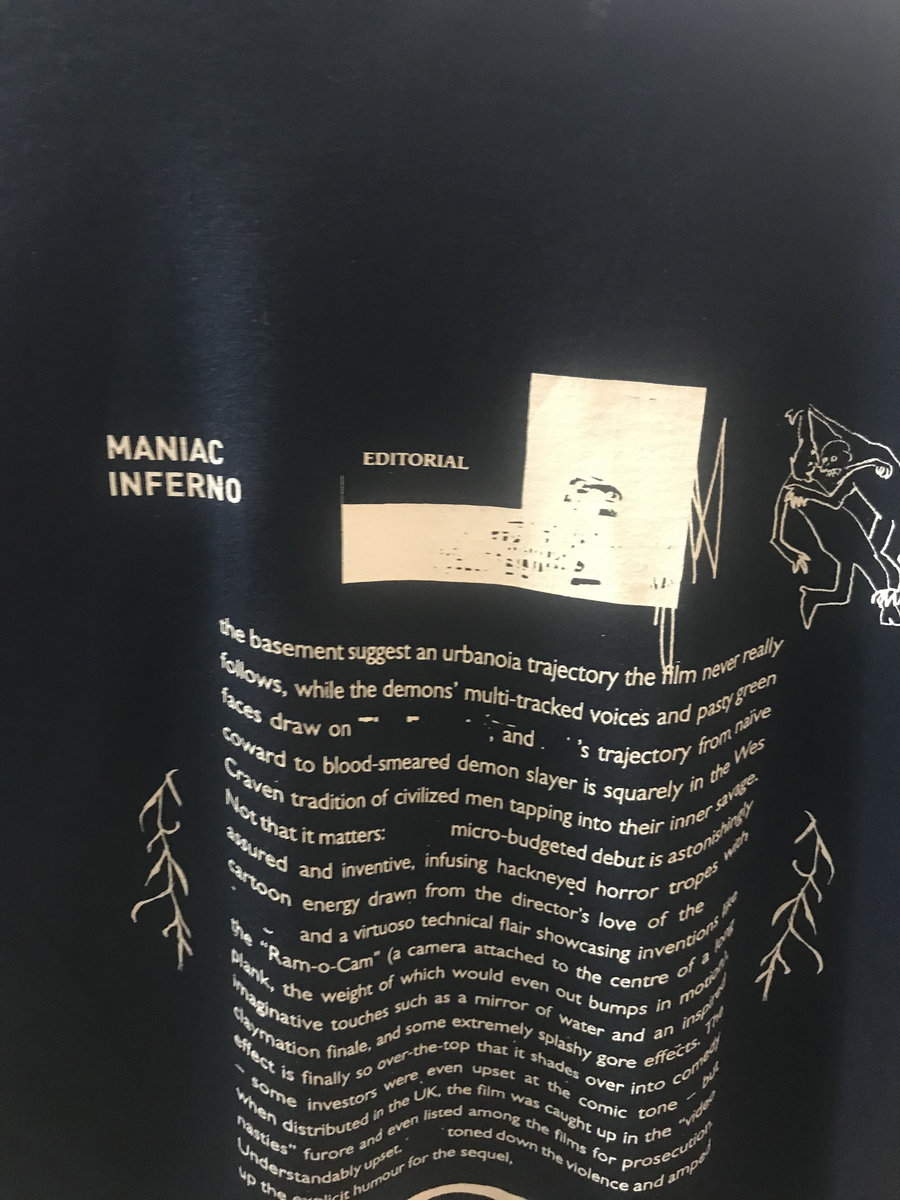 MANIAC
INFERNO
EDITORIAL
the basement suggest an urbanoia trajectory the film never really
follows, while the demons' multi-tracked voices and pasty green
faces draw on , and 's trajectory from naïve
coward to blood-smeared demon slayer is squarely in the Wes
Craven tradition of civilized men tapping into their inner savage.
Not that it matters: micro-budgeted debut is astonishingly
assured and inventive, infusing hackneyed horror tropes with
cartoon energy drawn from the director's love of the
and a virtuoso technical flair showcasing inventions like
the "Ram-o-Cam" (a camera attached to the centre of a long
plank, the weight of which would even out bumps in motion,
imaginative touches such as a mirror of water and an inspired
claymation finale, and some extremely splashy gore effects. The
effect is finally so over-the-top that it shades over into comedy
– some investors were even upset at the comic tone – but
when distributed in the UK, the film was caught up in the "video
nasties" furore and even listed among the films for prosecution.
Understandably upset, toned down the violence and amped
up the explicit humour for the sequel,